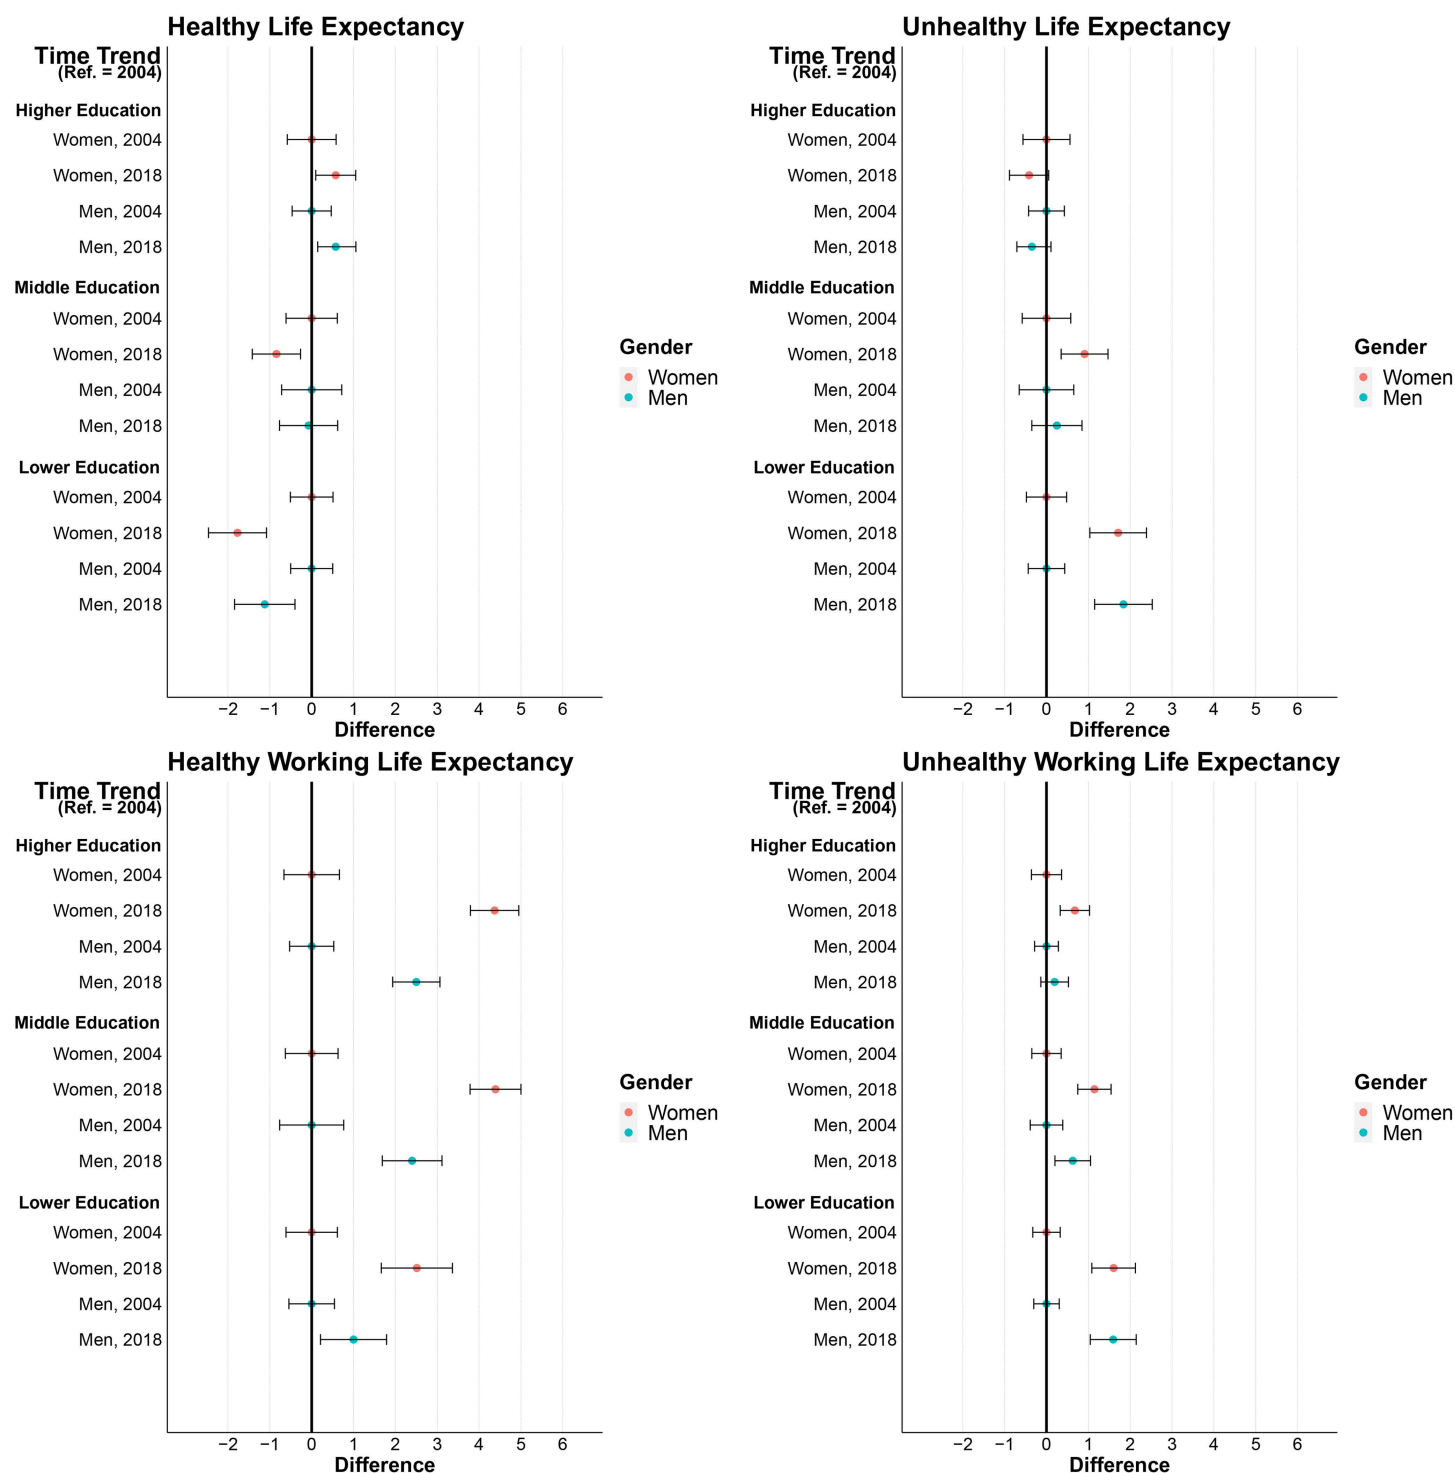 Healthy Life Expectancy
Time Trend
(Ref. = 2004)
Higher Education
Women, 2004
Women, 2018
Men, 2004
Men, 2018
Middle Education
Women, 2004
Women, 2018
Men, 2004
Men, 2018
Lower Education
Women, 2004
Women, 2018
Men, 2004
Men, 2018
−2 −1 0 1 2 3 4 5 6
Difference
Gender
Women
Men
Unhealthy Life Expectancy
Time Trend
(Ref. = 2004)
Higher Education
Women, 2004
Women, 2018
Men, 2004
Men, 2018
Middle Education
Women, 2004
Women, 2018
Men, 2004
Men, 2018
Lower Education
Women, 2004
Women, 2018
Men, 2004
Men, 2018
−2 −1 0 1 2 3 4 5 6
Difference
Gender
Women
Men
Healthy Working Life Expectancy
Time Trend
(Ref. = 2004)
Higher Education
Women, 2004
Women, 2018
Men, 2004
Men, 2018
Middle Education
Women, 2004
Women, 2018
Men, 2004
Men, 2018
Lower Education
Women, 2004
Women, 2018
Men, 2004
Men, 2018
−2 −1 0 1 2 3 4 5 6
Difference
Gender
Women
Men
Unhealthy Working Life Expectancy
Time Trend
(Ref. = 2004)
Higher Education
Women, 2004
Women, 2018
Men, 2004
Men, 2018
Middle Education
Women, 2004
Women, 2018
Men, 2004
Men, 2018
Lower Education
Women, 2004
Women, 2018
Men, 2004
Men, 2018
−2 −1 0 1 2 3 4 5 6
Difference
Gender
Women
Men